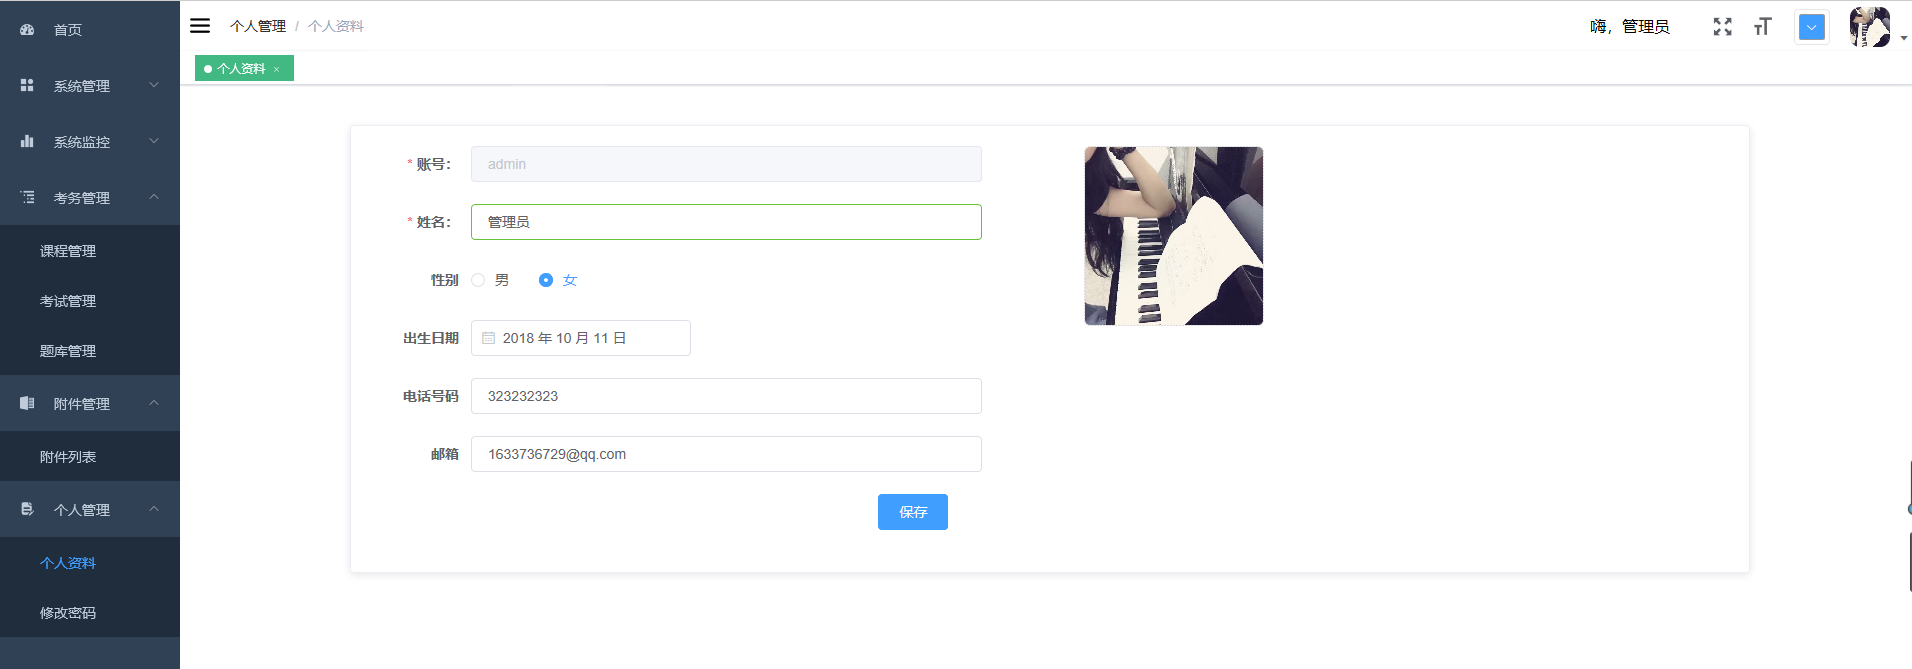 首页
系统管理
系统监控
考务管理
课程管理
考试管理
题库管理
附件管理
附件列表
个人管理
个人资料
修改密码
个人管理 / 个人资料
嗨，管理员
个人资料 ×
* 账号： admin
* 姓名： 管理员
性别 男 女
出生日期 2018 年 10 月 11 日
电话号码 323232323
邮箱 1633736729@qq.com
保存